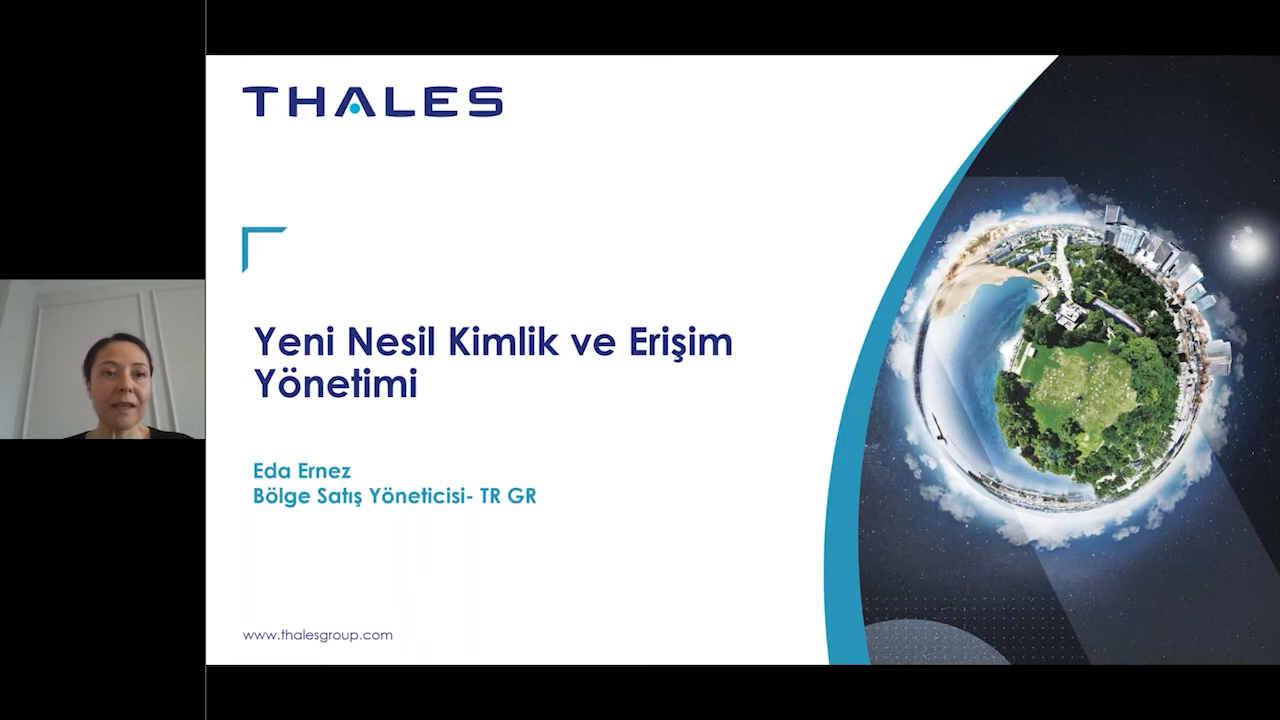 THALES
Yeni Nesil Kimlik ve Erişim
Yönetimi
Eda Ernez
Bölge Satış Yöneticisi- TR GR
www.thalesgroup.com